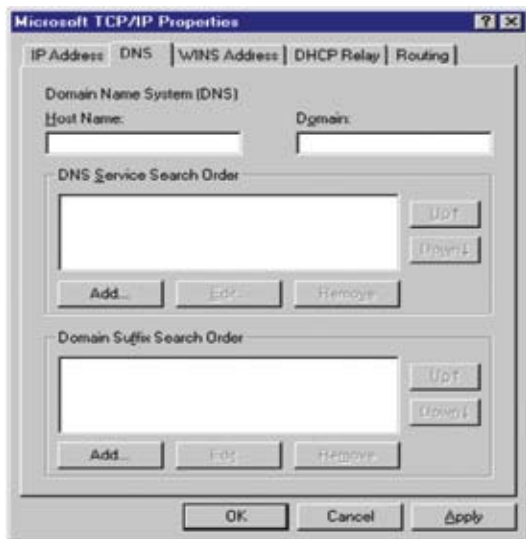 Microsoft TCP/IP Properties
IP Address DNS WINS Address DHCP Relay Routing
Domain Name System (DNS)
Host Name: Domain:
DNS Service Search Order
Up↑
Down↓
Add... Edit... Remove
Domain Suffix Search Order
Up↑
Down↓
Add... Edit... Remove
OK Cancel Apply